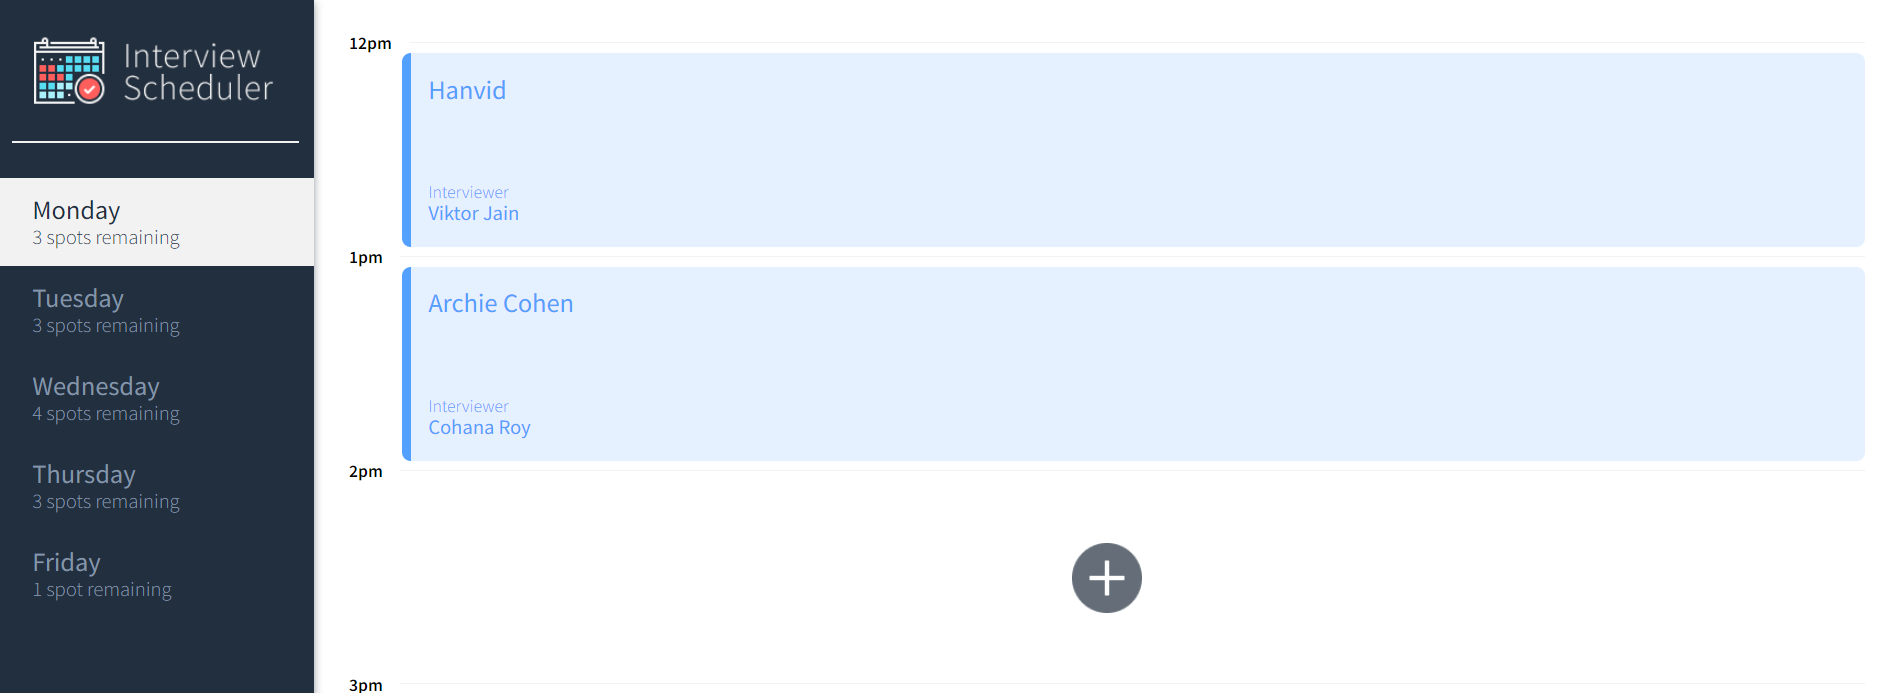 Interview
Scheduler
Monday
3 spots remaining
Tuesday
3 spots remaining
Wednesday
4 spots remaining
Thursday
3 spots remaining
Friday
1 spot remaining
12pm
Hanvid
Interviewer
Viktor Jain
1pm
Archie Cohen
Interviewer
Cohana Roy
2pm
3pm